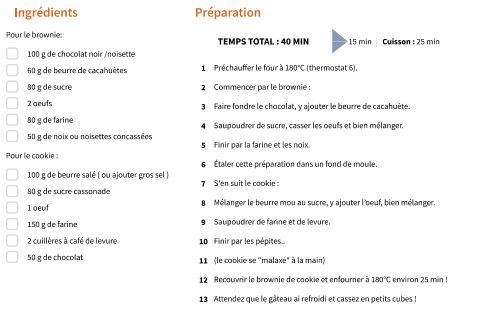 Ingrédients
Pour le brownie:
100 g de chocolat noir /noisette
60 g de beurre de cacahuètes
80 g de sucre
2 oeufs
80 g de farine
50 g de noix ou noisettes concassées
Pour le cookie :
100 g de beurre salé ( ou ajouter gros sel )
80 g de sucre cassonade
1 oeuf
150 g de farine
2 cuillères à café de levure
50 g de chocolat
Préparation
TEMPS TOTAL : 40 MIN 15 min | Cuisson : 25 min
1 Préchauffer le four à 180°C (thermostat 6).
2 Commencer par le brownie :
3 Faire fondre le chocolat, y ajouter le beurre de cacahuète.
4 Saupoudrer de sucre, casser les oeufs et bien mélanger.
5 Finir par la farine et les noix.
6 Étaler cette préparation dans un fond de moule.
7 S'en suit le cookie :
8 Mélanger le beurre mou au sucre, y ajouter l'oeuf, bien mélanger.
9 Saupoudrer de farine et de levure.
10 Finir par les pépites..
11 (le cookie se "malaxe" à la main)
12 Recouvrir le brownie de cookie et enfourner à 180°C environ 25 min !
13 Attendez que le gâteau ai refroidi et cassez en petits cubes !